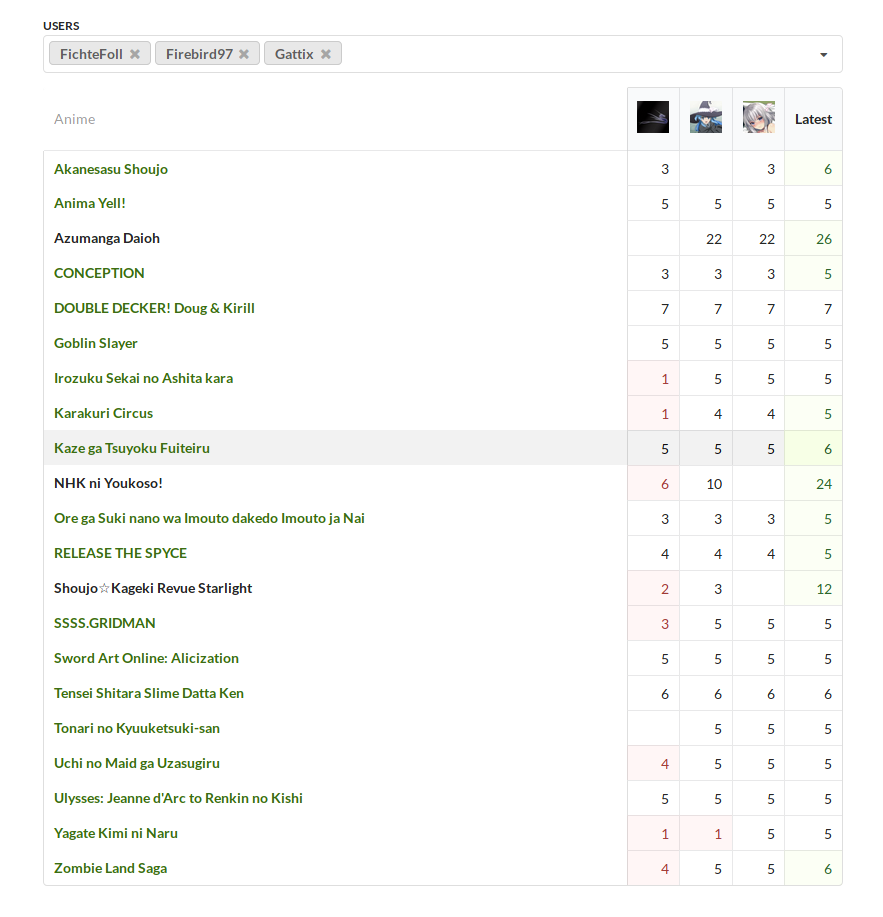 USERS
FichteFoll ✖ Firebird97 ✖ Gattix ✖
Anime Latest
Akanesasu Shoujo 3 3 6
Anima Yell! 5 5 5 5
Azumanga Daioh 22 22 26
CONCEPTION 3 3 3 5
DOUBLE DECKER! Doug & Kirill 7 7 7 7
Goblin Slayer 5 5 5 5
Irozuku Sekai no Ashita kara 1 5 5 5
Karakuri Circus 1 4 4 5
Kaze ga Tsuyoku Fuiteiru 5 5 5 6
NHK ni Youkoso! 6 10 24
Ore ga Suki nano wa Imouto dakedo Imouto ja Nai 3 3 3 5
RELEASE THE SPYCE 4 4 4 5
Shoujo☆Kageki Revue Starlight 2 3 12
SSSS.GRIDMAN 3 5 5 5
Sword Art Online: Alicization 5 5 5 5
Tensei Shitara Slime Datta Ken 6 6 6 6
Tonari no Kyuuketsuki-san 5 5 5
Uchi no Maid ga Uzasugiru 4 5 5 5
Ulysses: Jeanne d'Arc to Renkin no Kishi 5 5 5 5
Yagate Kimi ni Naru 1 1 5 5
Zombie Land Saga 4 5 5 6